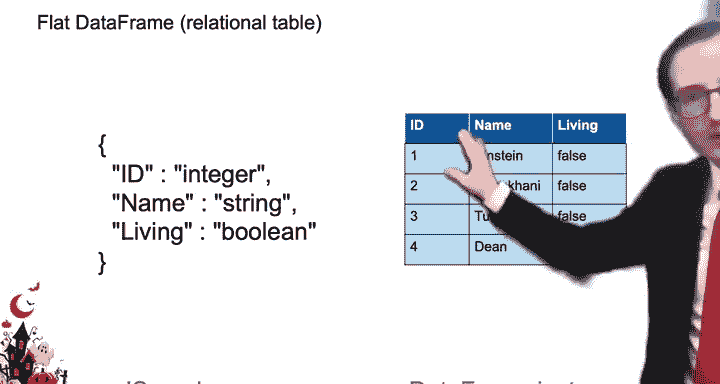 Flat DataFrame (relational table)
{
"ID" : "integer",
"Name" : "string",
"Living" : "boolean"
}
ID Name Living
1 false
2 false
3 false
4 Dean